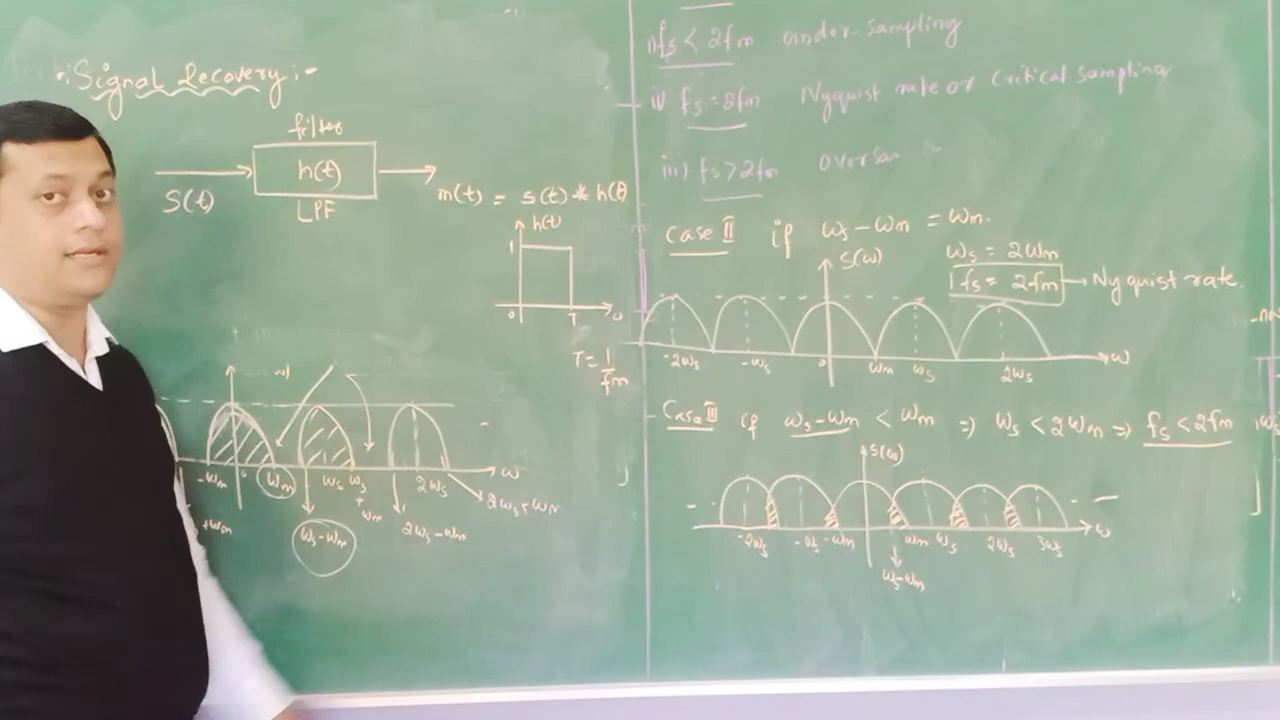 :Signal Recovery:-
filter
h(t)
S(t)
LPF
m(t) = s(t) * h(t)
h(t)
1
0 T ω
T = 1/fm
-ωm 0 ωm ωs ωs + ωm 2ωs ω
ωs-ωm
2ωs-ωm
2ωs+ωm
i) fs < 2fm under-sampling
ii) fs = 2fm Nyquist rate or Critical sampling
iii) fs > 2fm
Case II if ωs-ωm = ωm.
ωs = 2ωm
fs = 2fm → Nyquist rate.
S(ω)
-2ωs -ωs 0 ωm ωs 2ωs ω
Case III if ωs-ωm < ωm ⇒ ωs < 2ωm ⇒ fs < 2fm
S(ω)
-2ωs -ωs -ωm ωm ωs 2ωs 3ωs ω
ωs-ωm